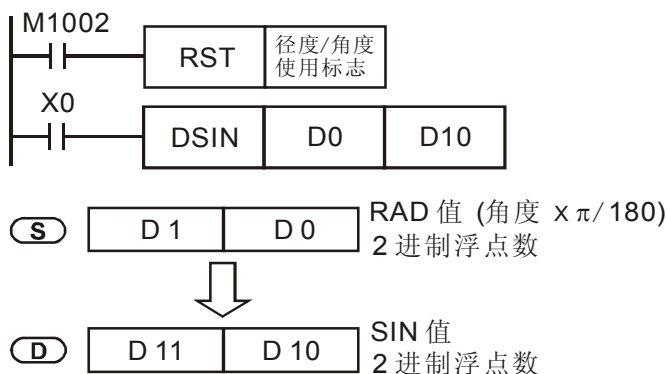 M1002
RST 径度/角度
使用标志
X0
DSIN D0 D10
S D 1 D 0 RAD 值 (角度 x π/180)
2 进制浮点数
D D 11 D 10 SIN 值
2 进制浮点数